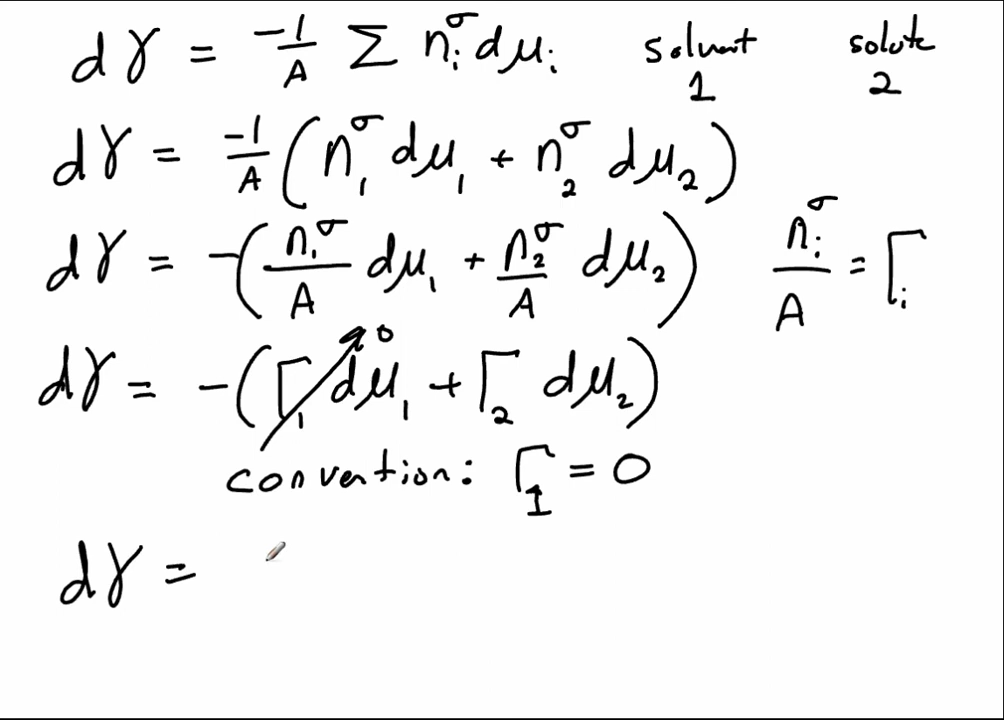 dγ = -1/A Σ nᵢ^σ dμᵢ solvent 1 solute 2
dγ = -1/A (n₁^σ dμ₁ + n₂^σ dμ₂)
dγ = -(n₁^σ/A dμ₁ + n₂^σ/A dμ₂) nᵢ^σ/A = Γᵢ
dγ = -(Γ₁ dμ₁ + Γ₂ dμ₂) 0
convention: Γ₁ = 0
dγ =